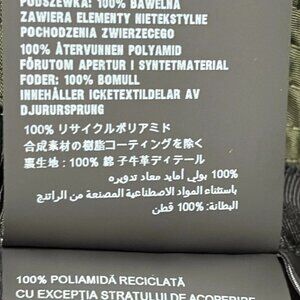 PODSZEWKA: 100% BAWEŁNA
ZAWIERA ELEMENTY NIETEKSTYLNE
POCHODZENIA ZWIERZĘCEGO
100% ÅTERVUNNEN POLYAMID
FÖRUTOM APERTUR I SYNTETMATERIAL
FODER: 100% BOMULL
INNEHÅLLER ICKETEXTILDELAR AV
DJURURSPRUNG
100% リサイクルポリアミド
合成素材の樹脂コーティングを除く
裏生地 : 100% 綿 子牛革ディテール
100% بولي أمايد معاد تدويره
باستثناء المواد الاصطناعية المصنعة من الراتنج
البطانة: 100% قطن
100% POLIAMIDĂ RECICLATĂ
CU EXCEPȚIA STRATULUI DE ACOPERIRE